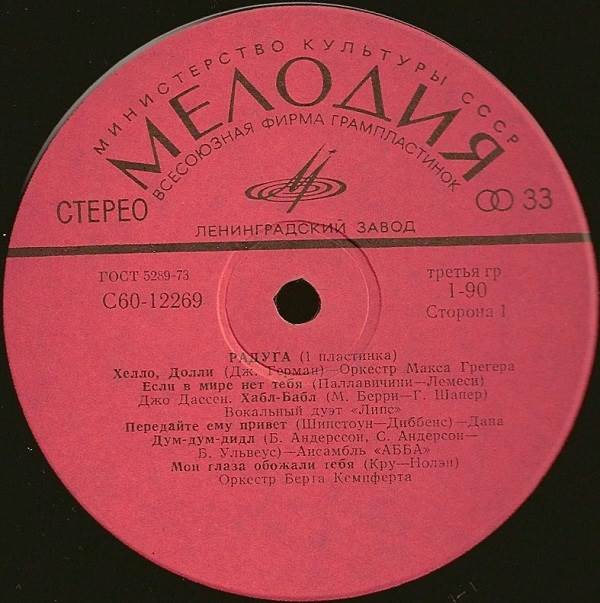 МИНИСТЕРСТВО КУЛЬТУРЫ СССР
МЕЛОДИЯ
ВСЕСОЮЗНАЯ ФИРМА ГРАМПЛАСТИНОК
СТЕРЕО
33
ЛЕНИНГРАДСКИЙ ЗАВОД
ГОСТ 5289-73
третья гр
С60-12269
1-90
Сторона 1
РАДУГА (1 пластинка)
Хелло, Долли (Дж. Герман)—Оркестр Макса Грегера
Если в мире нет тебя (Паллавичини—Лемеси)
Джо Дассен. Хабл-Бабл (М. Берри—Г. Шапер)
Вокальный дуэт «Липс»
Передайте ему привет (Шипстоун—Диббенс)—Дана
Дум-дум-дидл (Б. Андерссон, С. Андерсон—
Б. Ульвеус)—Ансамбль «АББА»
Мои глаза обожали тебя (Кру—Нолэн)
Оркестр Берта Кемпферта